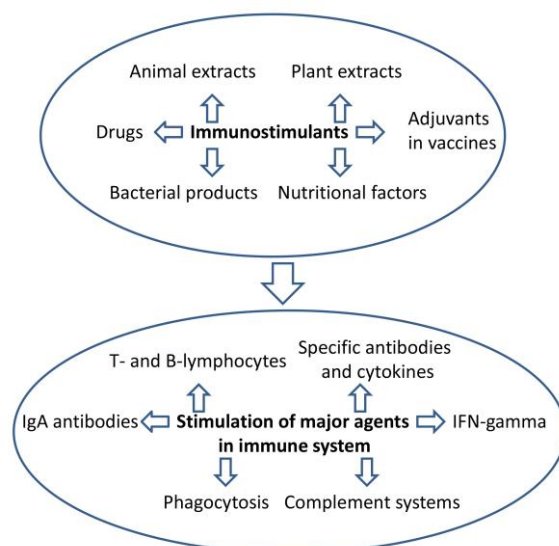 Animal extracts
Plant extracts
Drugs
Immunostimulants
Adjuvants
in vaccines
Bacterial products
Nutritional factors
T- and B-lymphocytes
Specific antibodies
and cytokines
IgA antibodies
Stimulation of major agents
in immune system
IFN-gamma
Phagocytosis
Complement systems